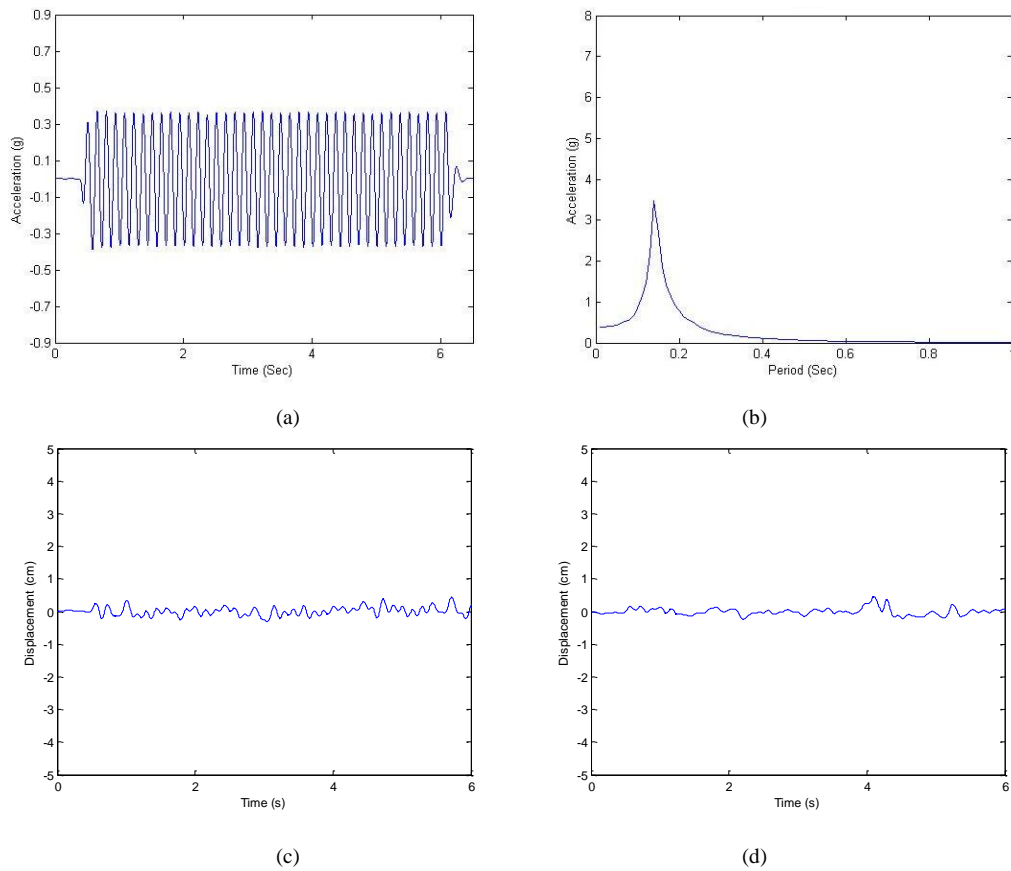 0.9
0.7
0.5
0.3
0.1
-0.1
-0.3
-0.5
-0.7
-0.9
Acceleration (g)
0 2 4 6
Time (Sec)
(a)
8
7
6
5
4
3
2
1
0
Acceleration (g)
0 0.2 0.4 0.6 0.8 1
Period (Sec)
(b)
5
4
3
2
1
0
-1
-2
-3
-4
-5
Displacement (cm)
0 2 4 6
Time (s)
(c)
5
4
3
2
1
0
-1
-2
-3
-4
-5
Displacement (cm)
0 2 4 6
Time (s)
(d)